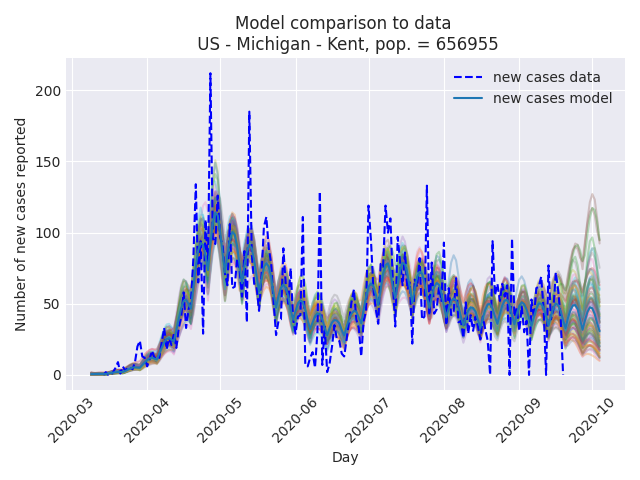 Model comparison to data
US - Michigan - Kent, pop. = 656955
new cases data
new cases model
Number of new cases reported
200
150
100
50
0
2020-03
2020-04
2020-05
2020-06
2020-07
2020-08
2020-09
2020-10
Day